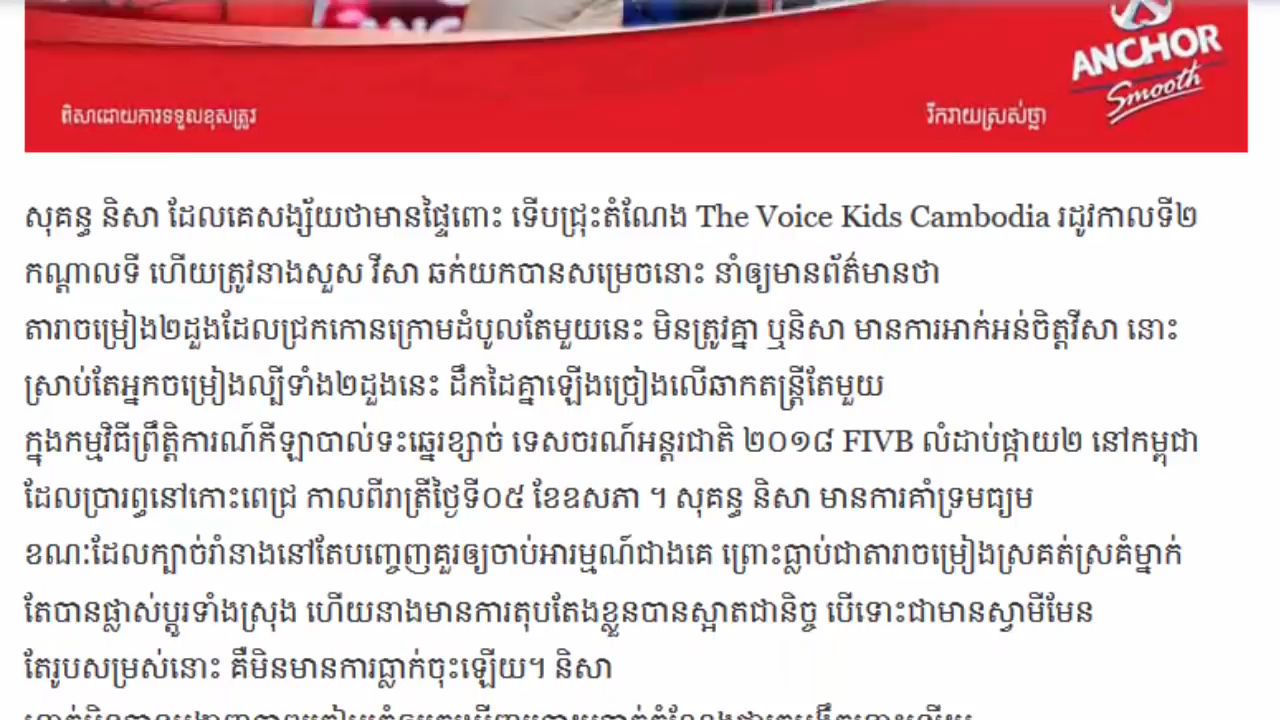 ANCHOR
Smooth
ពិសាដោយការទទួលខុសត្រូវ
រីករាយស្រស់ថ្លា
សុគន្ធ និសា ដែលគេសង្ស័យថាមានផ្ទៃពោះ ទើបជ្រុះតំណែង The Voice Kids Cambodia រដូវកាលទី២
កណ្តាលទី ហើយត្រូវនាងសួស វីសា ឆក់យកបានសម្រេចនោះ នាំឲ្យមានព័ត៌មានថា
តារាចម្រៀង២ដួងដែលជ្រកកោនក្រោមដំបូលតែមួយនេះ មិនត្រូវគ្នា ឬនិសា មានការអាក់អន់ចិត្តវីសា នោះ
ស្រាប់តែអ្នកចម្រៀងល្បីទាំង២ដួងនេះ ដឹកដៃគ្នាឡើងច្រៀងលើឆាកតន្ត្រីតែមួយ
ក្នុងកម្មវិធីព្រឹត្តិការណ៍កីឡាបាល់ទះឆ្នេរខ្សាច់ ទេសចរណ៍អន្តរជាតិ ២០១៨ FIVB លំដាប់ផ្កាយ២ នៅកម្ពុជា
ដែលប្រារព្ធនៅកោះពេជ្រ កាលពីរាត្រីថ្ងៃទី០៥ ខែឧសភា ។ សុគន្ធ និសា មានការគាំទ្រមធ្យម
ខណៈដែលក្បាច់រាំនាងនៅតែបញ្ចេញគួរឲ្យចាប់អារម្មណ៍ជាងគេ ព្រោះធ្លាប់ជាតារាចម្រៀងស្រគត់ស្រគំម្នាក់
តែបានផ្លាស់ប្តូរទាំងស្រុង ហើយនាងមានការតុបតែងខ្លួនបានស្អាតជានិច្ច បើទោះជាមានស្វាមីមែន
តែរូបសម្រស់នោះ គឺមិនមានការធ្លាក់ចុះឡើយ។ និសា